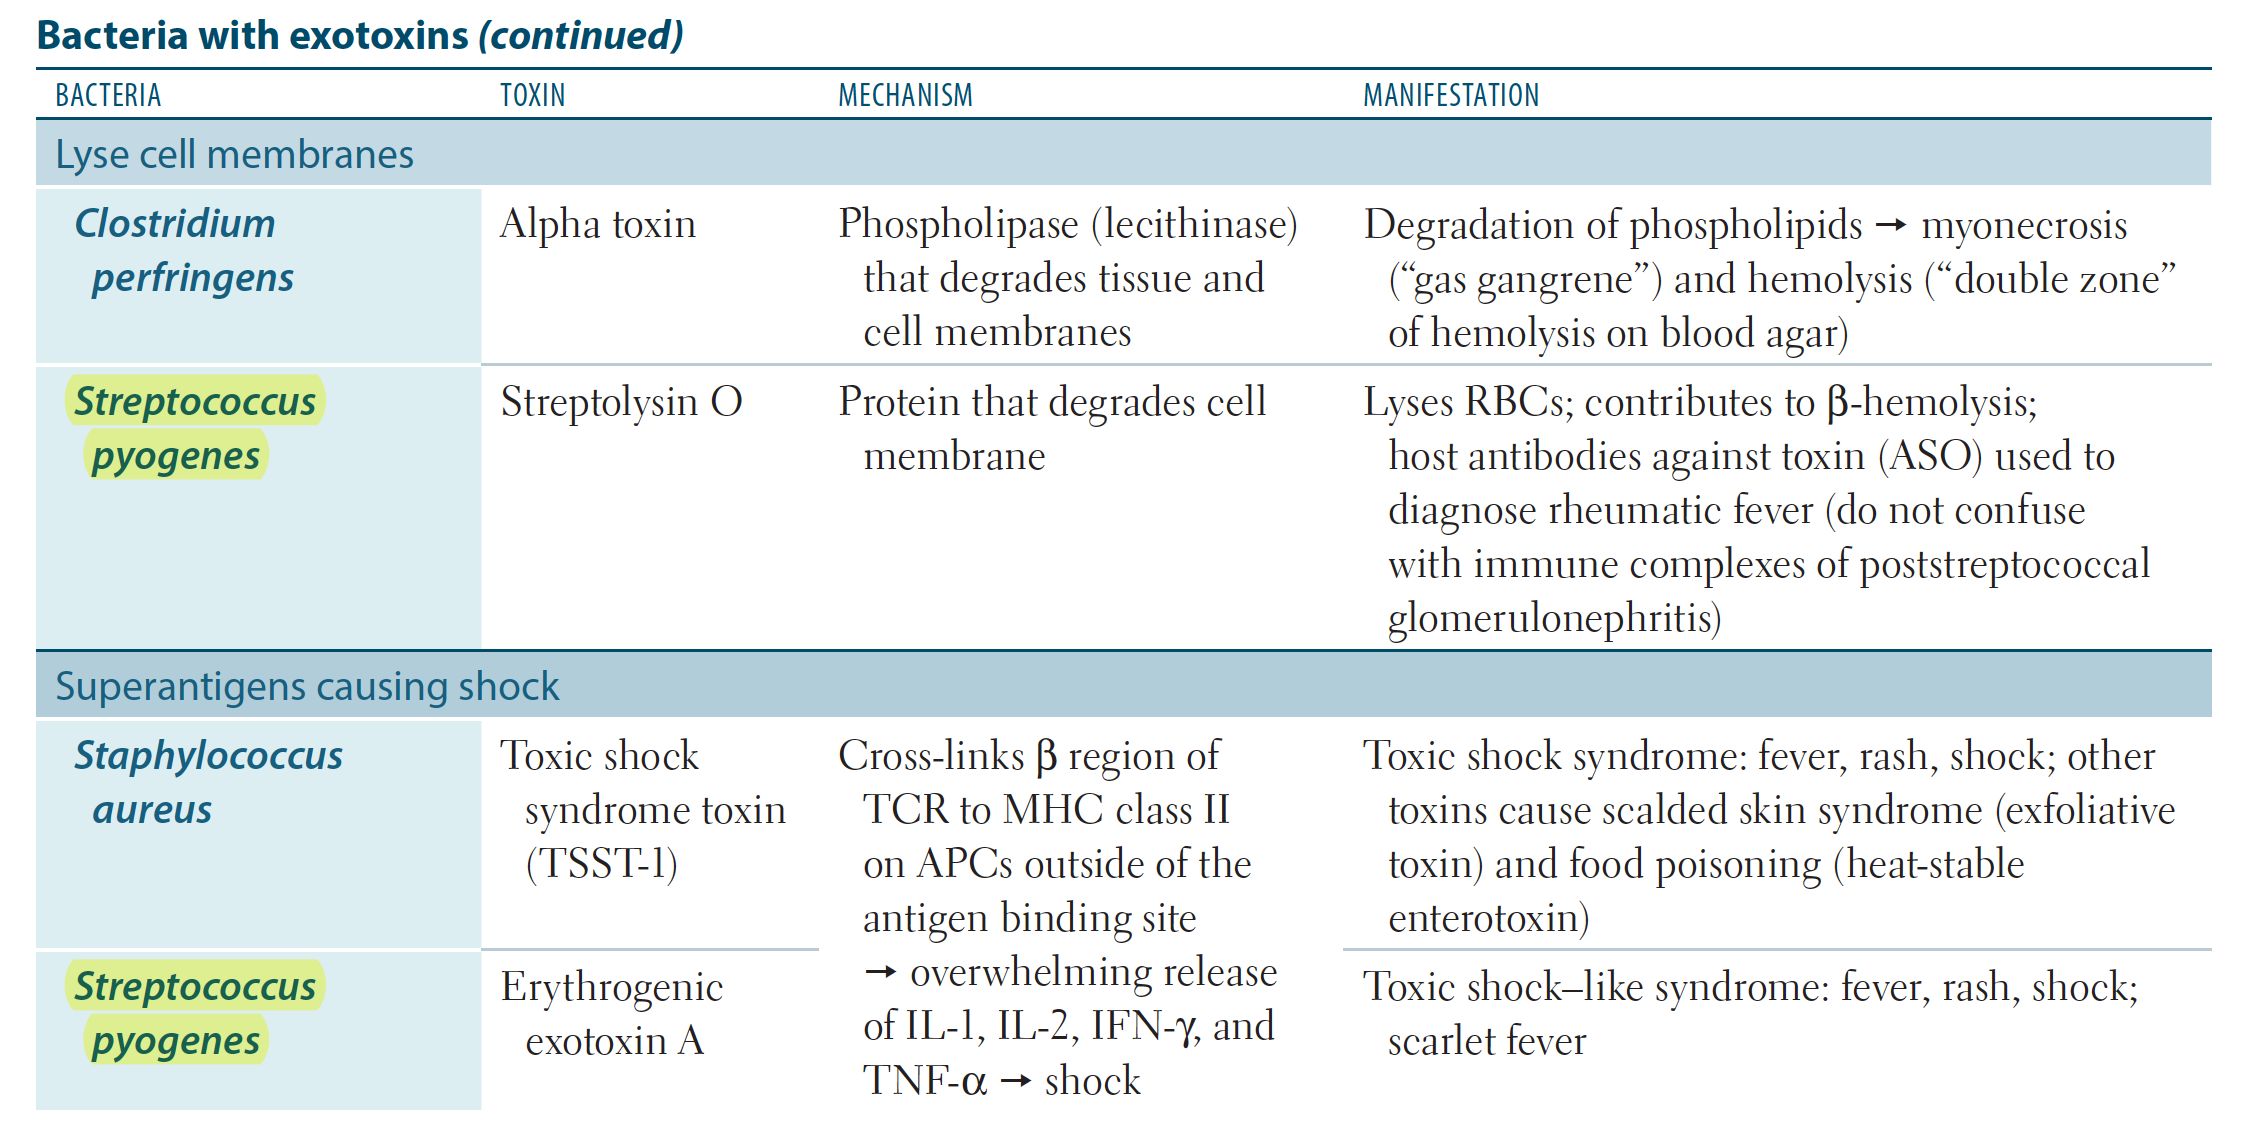 Bacteria with exotoxins (continued)
BACTERIA TOXIN MECHANISM MANIFESTATION
Lyse cell membranes
Clostridium
perfringens
Alpha toxin
Phospholipase (lecithinase)
that degrades tissue and
cell membranes
Degradation of phospholipids → myonecrosis
(“gas gangrene”) and hemolysis (“double zone”
of hemolysis on blood agar)
Streptococcus
pyogenes
Streptolysin O
Protein that degrades cell
membrane
Lyses RBCs; contributes to β-hemolysis;
host antibodies against toxin (ASO) used to
diagnose rheumatic fever (do not confuse
with immune complexes of poststreptococcal
glomerulonephritis)
Superantigens causing shock
Staphylococcus
aureus
Toxic shock
syndrome toxin
(TSST-1)
Cross-links β region of
TCR to MHC class II
on APCs outside of the
antigen binding site
→ overwhelming release
of IL-1, IL-2, IFN-γ, and
TNF-α → shock
Toxic shock syndrome: fever, rash, shock; other
toxins cause scalded skin syndrome (exfoliative
toxin) and food poisoning (heat-stable
enterotoxin)
Streptococcus
pyogenes
Erythrogenic
exotoxin A
Toxic shock–like syndrome: fever, rash, shock;
scarlet fever